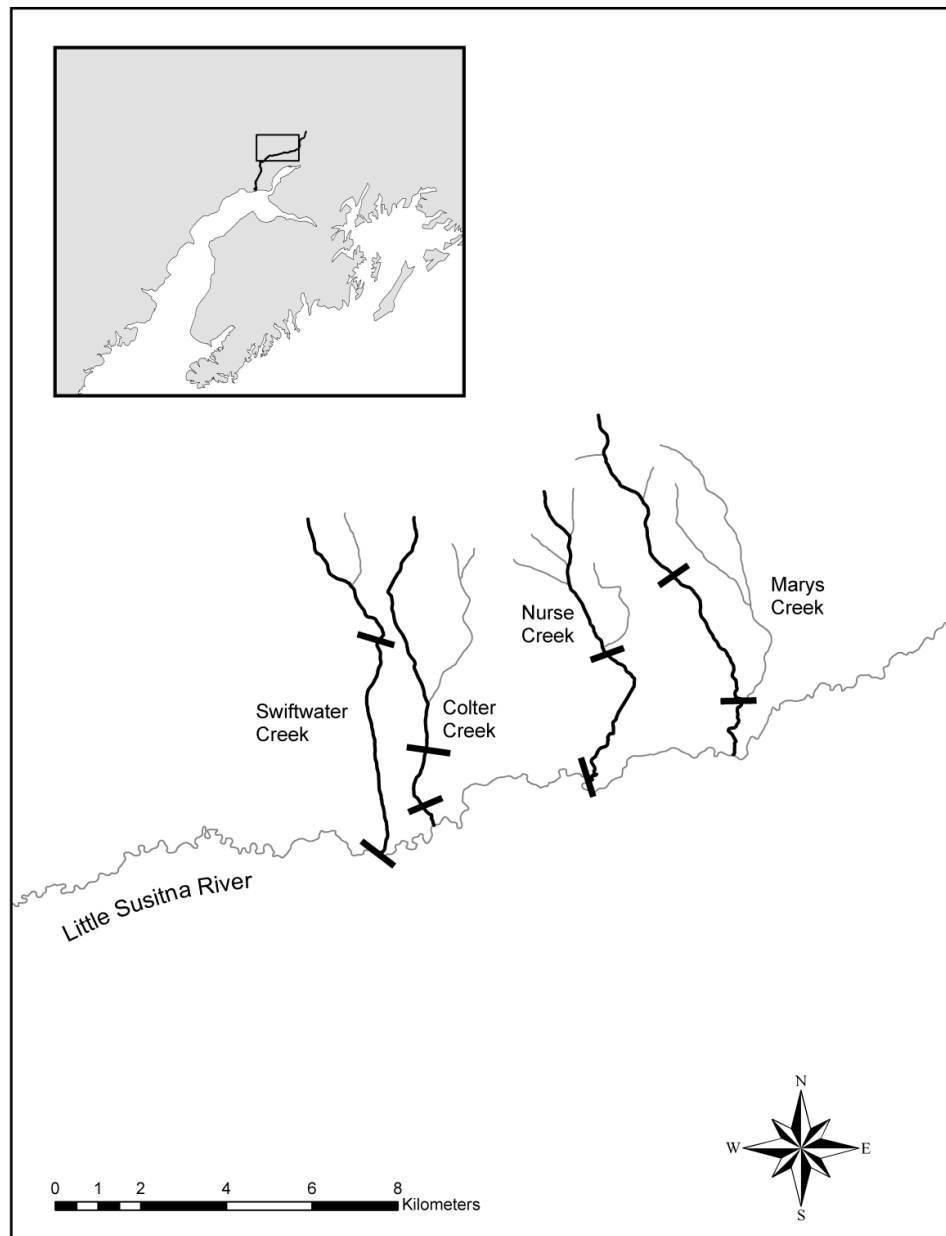 Marys
Creek
Nurse
Creek
Swiftwater
Creek
Colter
Creek
Little Susitna River
N
W
E
S
0 1 2 4 6 8
Kilometers